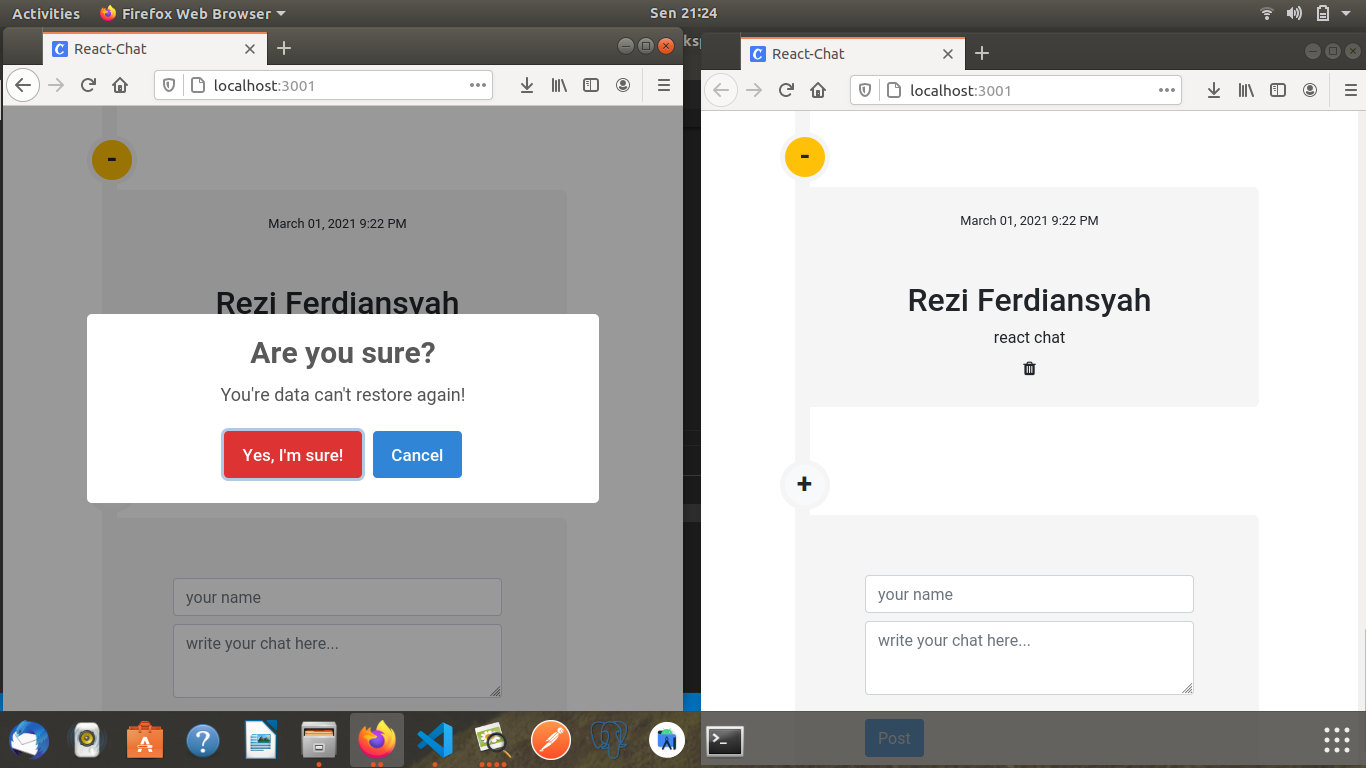 Activities
Firefox Web Browser
Sen 21:24
React-Chat
localhost:3001
-
March 01, 2021 9:22 PM
Rezi Ferdiansyah
Are you sure?
You're data can't restore again!
Yes, I'm sure!
Cancel
your name
write your chat here...
ksp
React-Chat
localhost:3001
-
March 01, 2021 9:22 PM
Rezi Ferdiansyah
react chat
+
your name
write your chat here...
Post